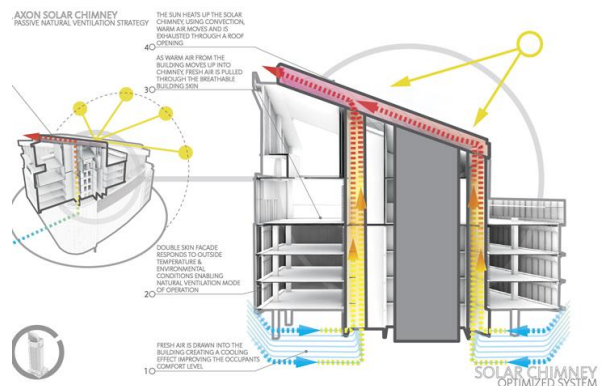 AXON SOLAR CHIMNEY
PASSIVE NATURAL VENTILATION STRATEGY
THE SUN HEATS UP THE SOLAR
CHIMNEY, USING CONVECTION,
WARM AIR MOVES AND IS
EXHAUSTED THROUGH A ROOF
OPENING
4
AS WARM AIR FROM THE
BUILDING MOVES UP INTO
CHIMNEY, FRESH AIR IS PULLED
THROUGH THE BREATHABLE
BUILDING SKIN
3
DOUBLE SKIN FACADE
RESPONDS TO OUTSIDE
TEMPERATURE &
ENVIRONMENTAL
CONDITIONS ENABLING
NATURAL VENTILATION MODE
OF OPERATION
2
FRESH AIR IS DRAWN INTO THE
BUILDING CREATING A COOLING
EFFECT IMPROVING THE OCCUPANTS
COMFORT LEVEL
1
SOLAR CHIMNEY
OPTIMIZED SYSTEM